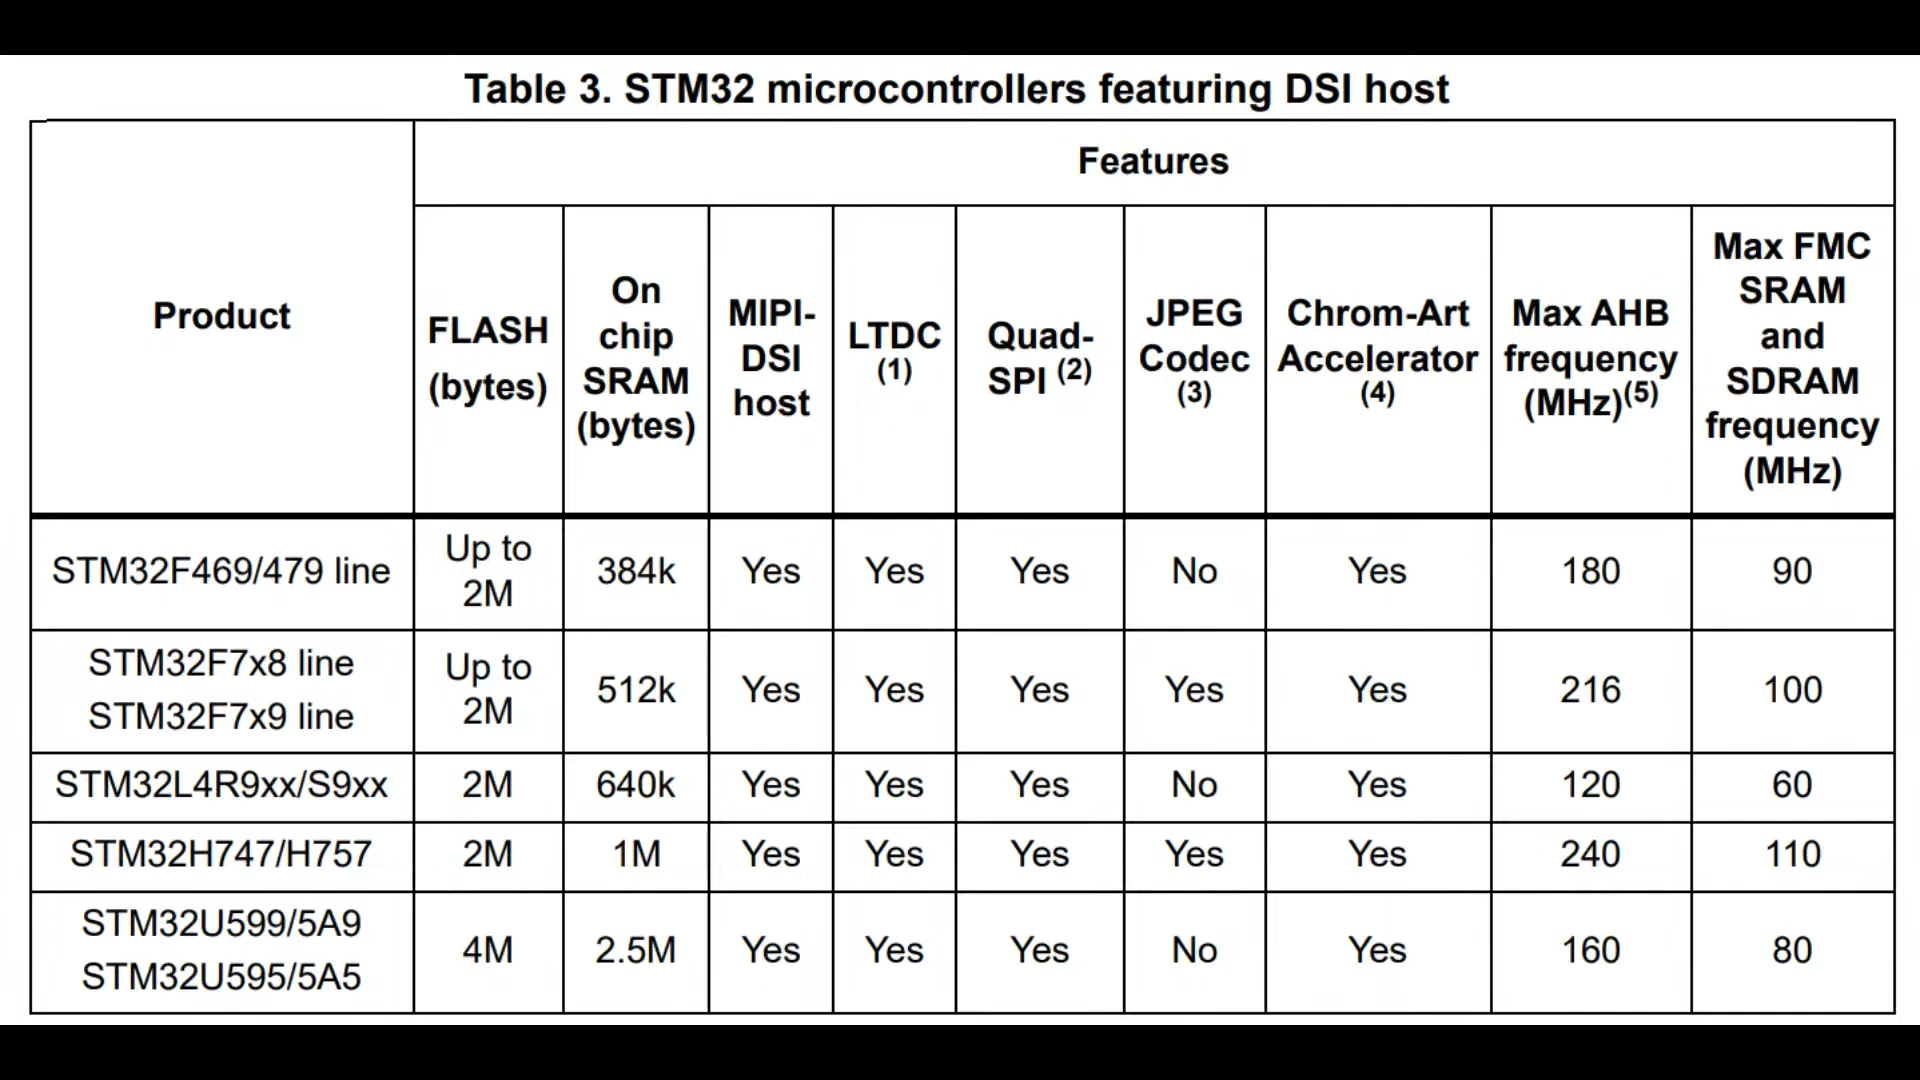 Table 3. STM32 microcontrollers featuring DSI host
Product
Features
FLASH
(bytes)
On
chip
SRAM
(bytes)
MIPI-
DSI
host
LTDC
(1)
Quad-
SPI (2)
JPEG
Codec
(3)
Chrom-Art
Accelerator
(4)
Max AHB
frequency
(MHz)(5)
Max FMC
SRAM
and
SDRAM
frequency
(MHz)
STM32F469/479 line
Up to
2M
384k
Yes
Yes
Yes
No
Yes
180
90
STM32F7x8 line
STM32F7x9 line
Up to
2M
512k
Yes
Yes
Yes
Yes
Yes
216
100
STM32L4R9xx/S9xx
2M
640k
Yes
Yes
Yes
No
Yes
120
60
STM32H747/H757
2M
1M
Yes
Yes
Yes
Yes
Yes
240
110
STM32U599/5A9
STM32U595/5A5
4M
2.5M
Yes
Yes
Yes
No
Yes
160
80